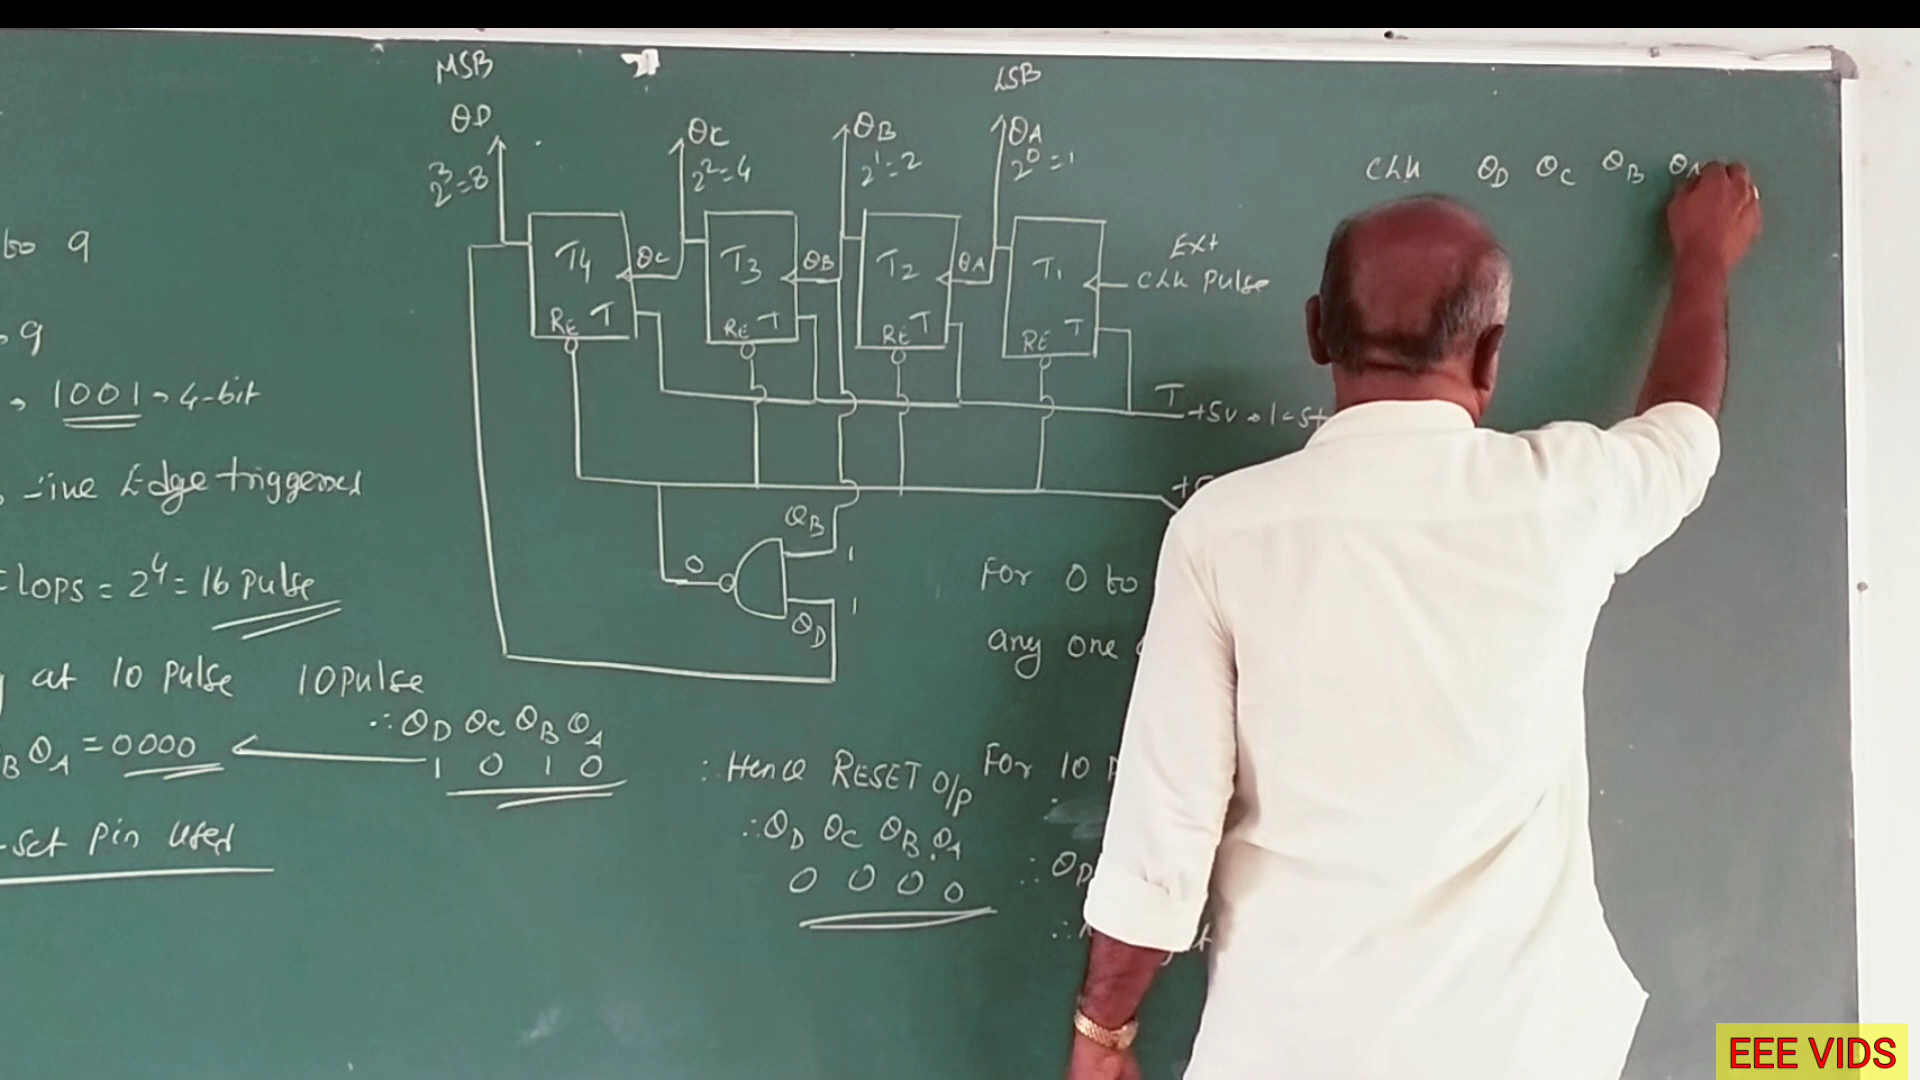 MSB
LSB
QD
QC
QB
QA
2³=8
2²=4
2¹=2
2⁰=1
CLK QD QC QB QA
T4
QC
T3
QB
T2
QA
T1
Ext
CLK Pulse
RE T
RE T
RE T
RE T
T
+5V
to 9
9
→ 1001 → 4-bit
-ive Edge triggered
lops = 2⁴ = 16 pulse
QB
1
0
1
QD
For 0 to
any one
at 10 pulse
10 pulse
∴ QD QC QB QA
1 0 1 0
B QA = 0000
-set pin used
: Hence RESET O/P
∴ QD QC QB QA
0 0 0 0
For 10
∴ QD
EEE VIDS